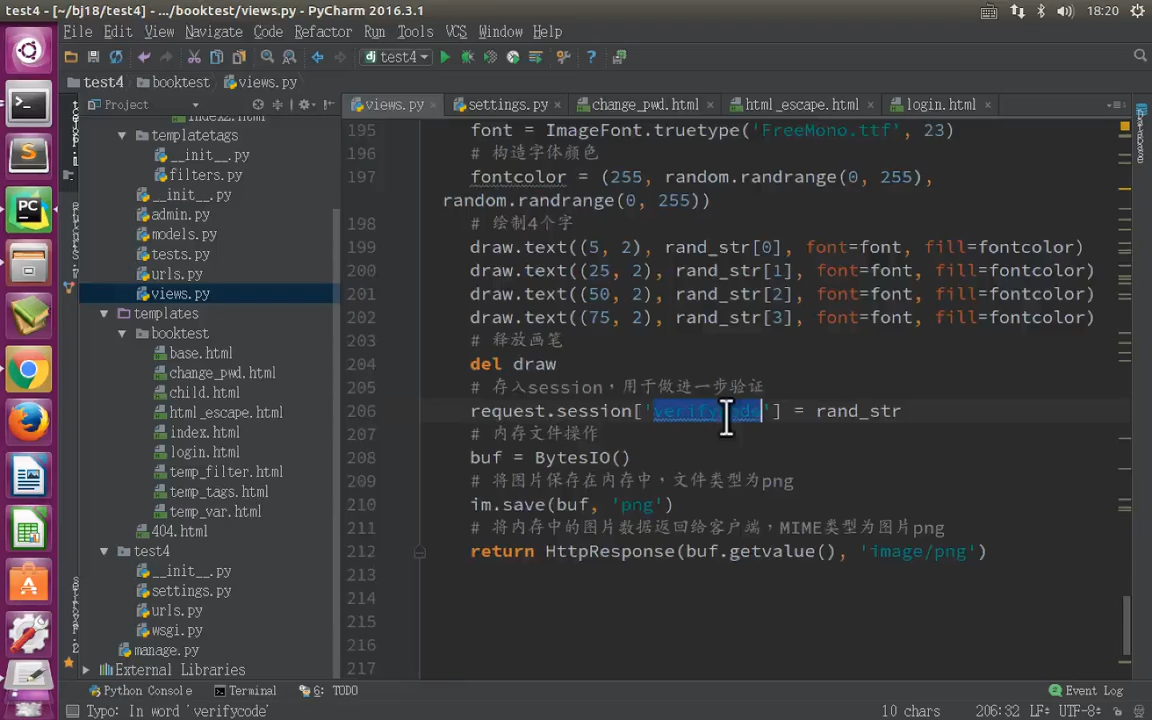 test4 - [~/bj18/test4] - .../booktest/views.py - PyCharm 2016.3.1
18:20
File Edit View Navigate Code Refactor Run Tools VCS Window Help
test4
test4 booktest views.py
Project
views.py settings.py change_pwd.html html_escape.html login.html
index2.html
templatetags
__init__.py
filters.py
__init__.py
admin.py
models.py
tests.py
urls.py
views.py
templates
booktest
base.html
change_pwd.html
child.html
html_escape.html
index.html
login.html
temp_filter.html
temp_tags.html
temp_var.html
404.html
test4
__init__.py
settings.py
urls.py
wsgi.py
manage.py
External Libraries
195 font = ImageFont.truetype('FreeMono.ttf', 23)
196 # 构造字体颜色
197 fontcolor = (255, random.randrange(0, 255),
random.randrange(0, 255))
198 # 绘制4个字
199 draw.text((5, 2), rand_str[0], font=font, fill=fontcolor)
200 draw.text((25, 2), rand_str[1], font=font, fill=fontcolor)
201 draw.text((50, 2), rand_str[2], font=font, fill=fontcolor)
202 draw.text((75, 2), rand_str[3], font=font, fill=fontcolor)
203 # 释放画笔
204 del draw
205 # 存入session，用于做进一步验证
206 request.session['verifycode'] = rand_str
207 # 内存文件操作
208 buf = BytesIO()
209 # 将图片保存在内存中，文件类型为png
210 im.save(buf, 'png')
211 # 将内存中的图片数据返回给客户端，MIME类型为图片png
212 return HttpResponse(buf.getvalue(), 'image/png')
213
214
215
216
217
Python Console Terminal 6: TODO Event Log
Typo: In word 'verifycode' 10 chars 206:32 LF÷ UTF-8÷